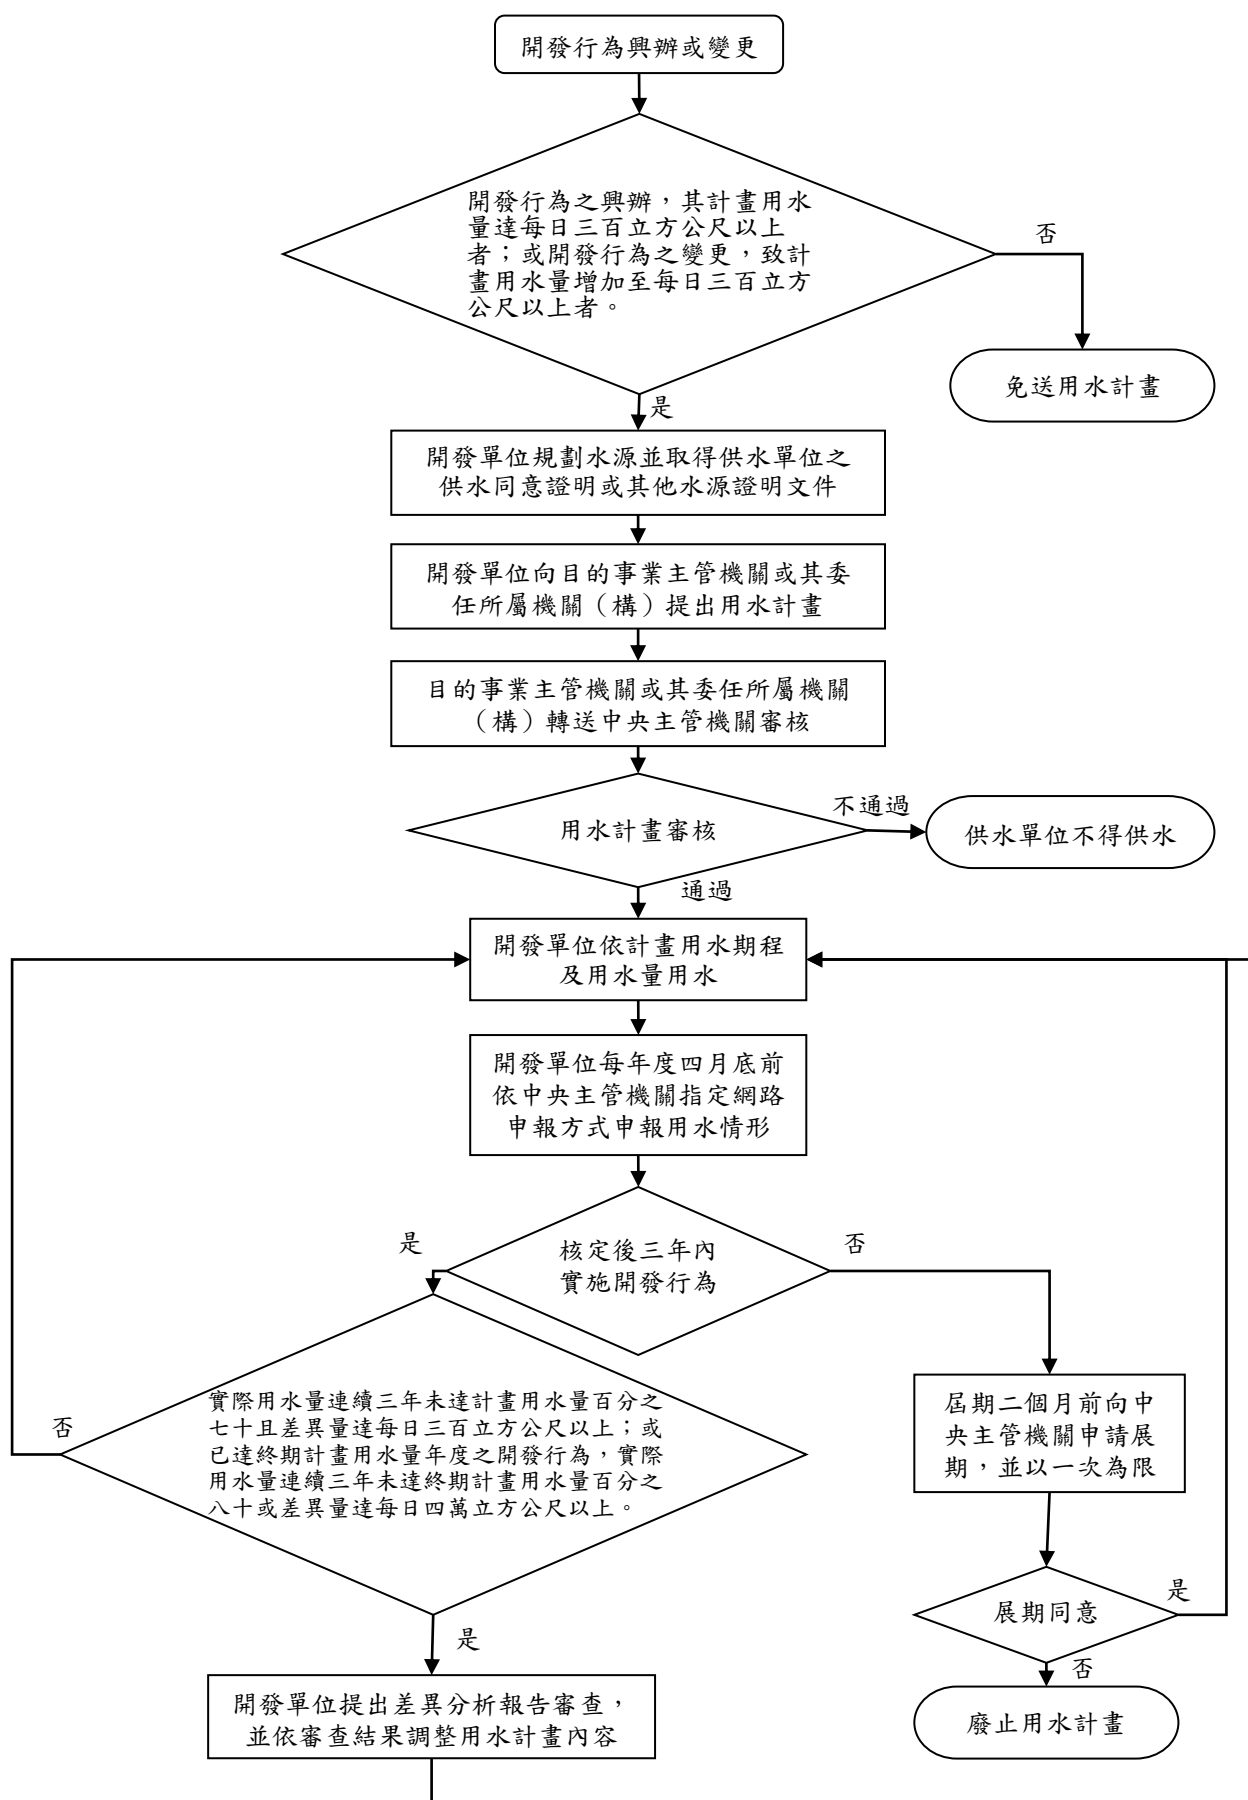 開發行為興辦或變更
開發行為之興辦，其計畫用水
量達每日三百立方公尺以上
者；或開發行為之變更，致計
畫用水量增加至每日三百立方
公尺以上者。
否
免送用水計畫
是
開發單位規劃水源並取得供水單位之
供水同意證明或其他水源證明文件
開發單位向目的事業主管機關或其委
任所屬機關（構）提出用水計畫
目的事業主管機關或其委任所屬機關
（構）轉送中央主管機關審核
用水計畫審核
不通過
供水單位不得供水
通過
開發單位依計畫用水期程
及用水量用水
開發單位每年度四月底前
依中央主管機關指定網路
申報方式申報用水情形
核定後三年內
實施開發行為
是
否
實際用水量連續三年未達計畫用水量百分之
七十且差異量達每日三百立方公尺以上；或
已達終期計畫用水量年度之開發行為，實際
用水量連續三年未達終期計畫用水量百分之
八十或差異量達每日四萬立方公尺以上。
否
屆期二個月前向中
央主管機關申請展
期，並以一次為限
展期同意
是
否
廢止用水計畫
是
開發單位提出差異分析報告審查，
並依審查結果調整用水計畫內容